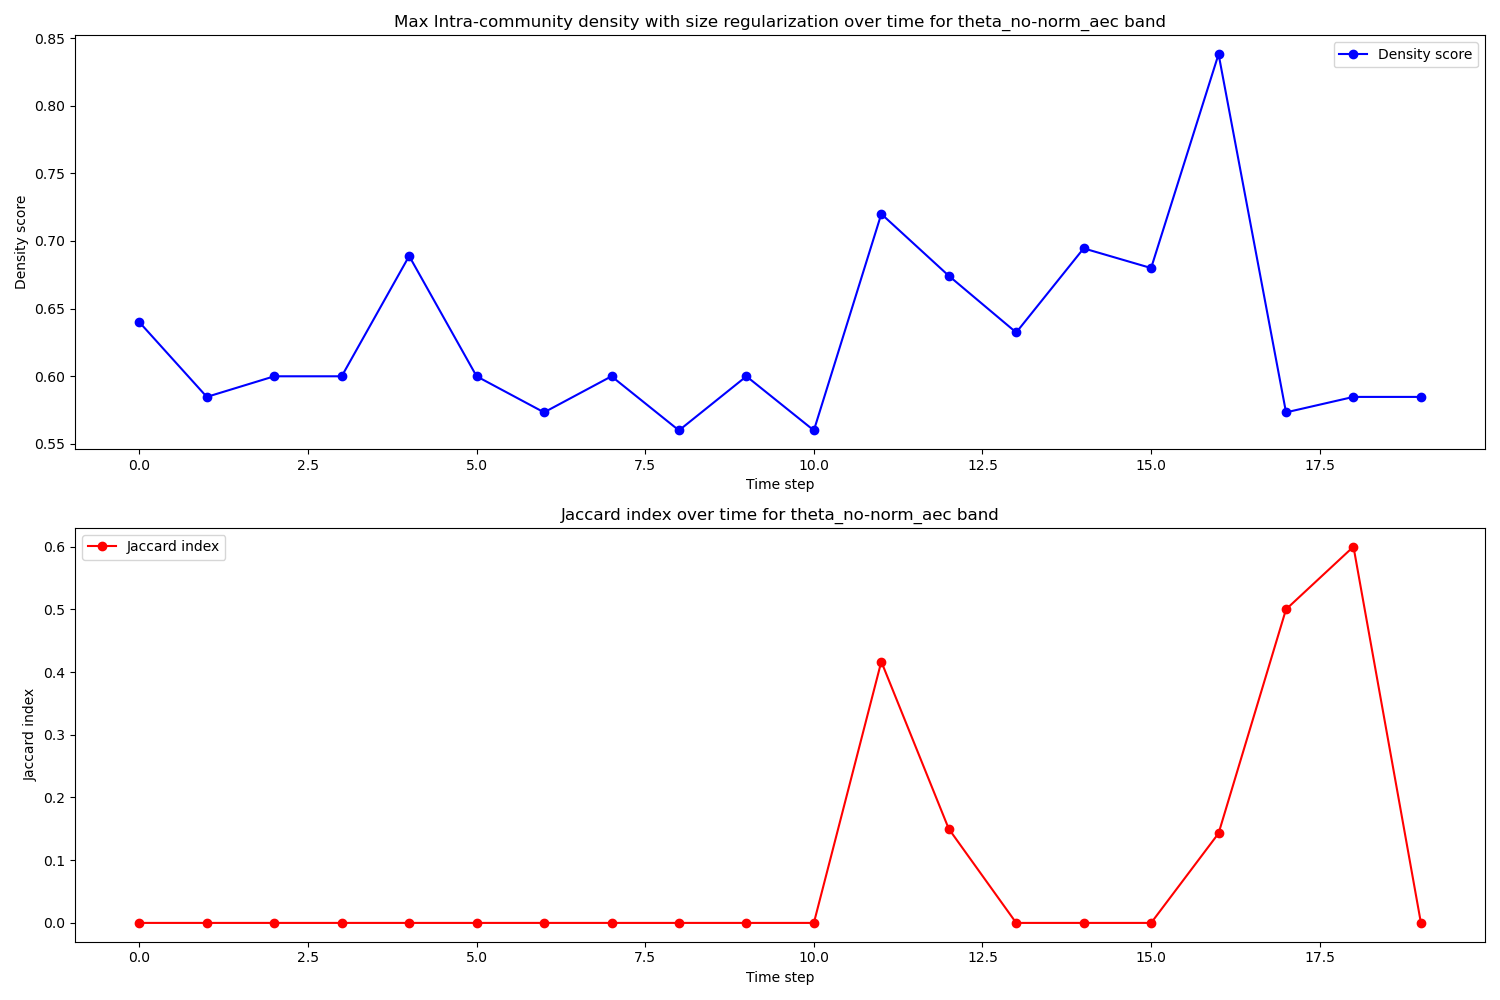 Max Intra-community density with size regularization over time for theta_no-norm_aec band
Density score
0.85
0.80
0.75
0.70
0.65
0.60
0.55
Density score
0.0 2.5 5.0 7.5 10.0 12.5 15.0 17.5
Time step
Jaccard index over time for theta_no-norm_aec band
Jaccard index
0.6
0.5
0.4
0.3
0.2
0.1
0.0
Jaccard index
0.0 2.5 5.0 7.5 10.0 12.5 15.0 17.5
Time step